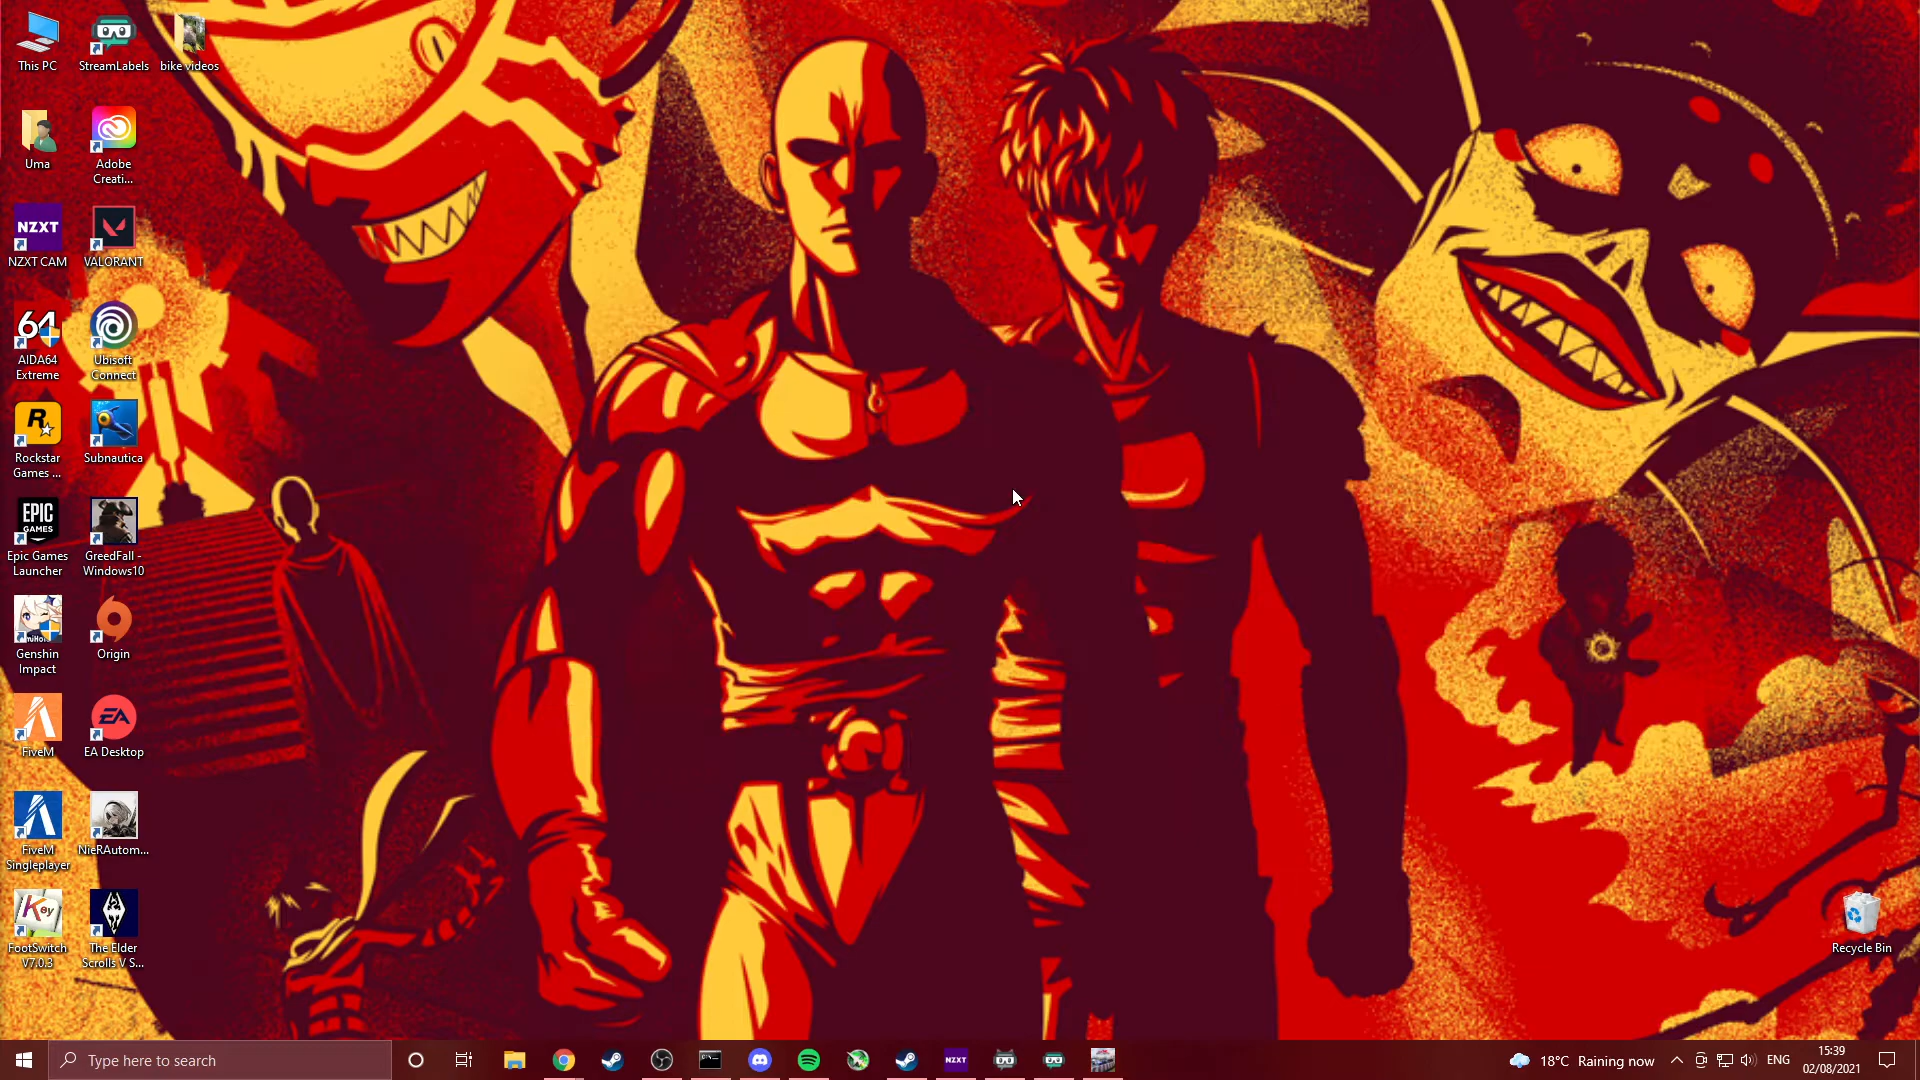 This PC
StreamLabels
bike videos
Uma
Adobe
Creati...
NZXT
NZXT CAM
VALORANT
64
AIDA64
Extreme
Ubisoft
Connect
R
Rockstar
Games ...
Subnautica
EPIC
GAMES
Epic Games
Launcher
GreedFall -
Windows10
Genshin
Impact
Origin
FiveM
EA
EA Desktop
FiveM
Singleplayer
NieRAutom...
Key
FootSwitch
V7.0.3
The Elder
Scrolls V S...
Recycle Bin
Type here to search
NZXT
18°C Raining now
ENG
15:39
02/08/2021